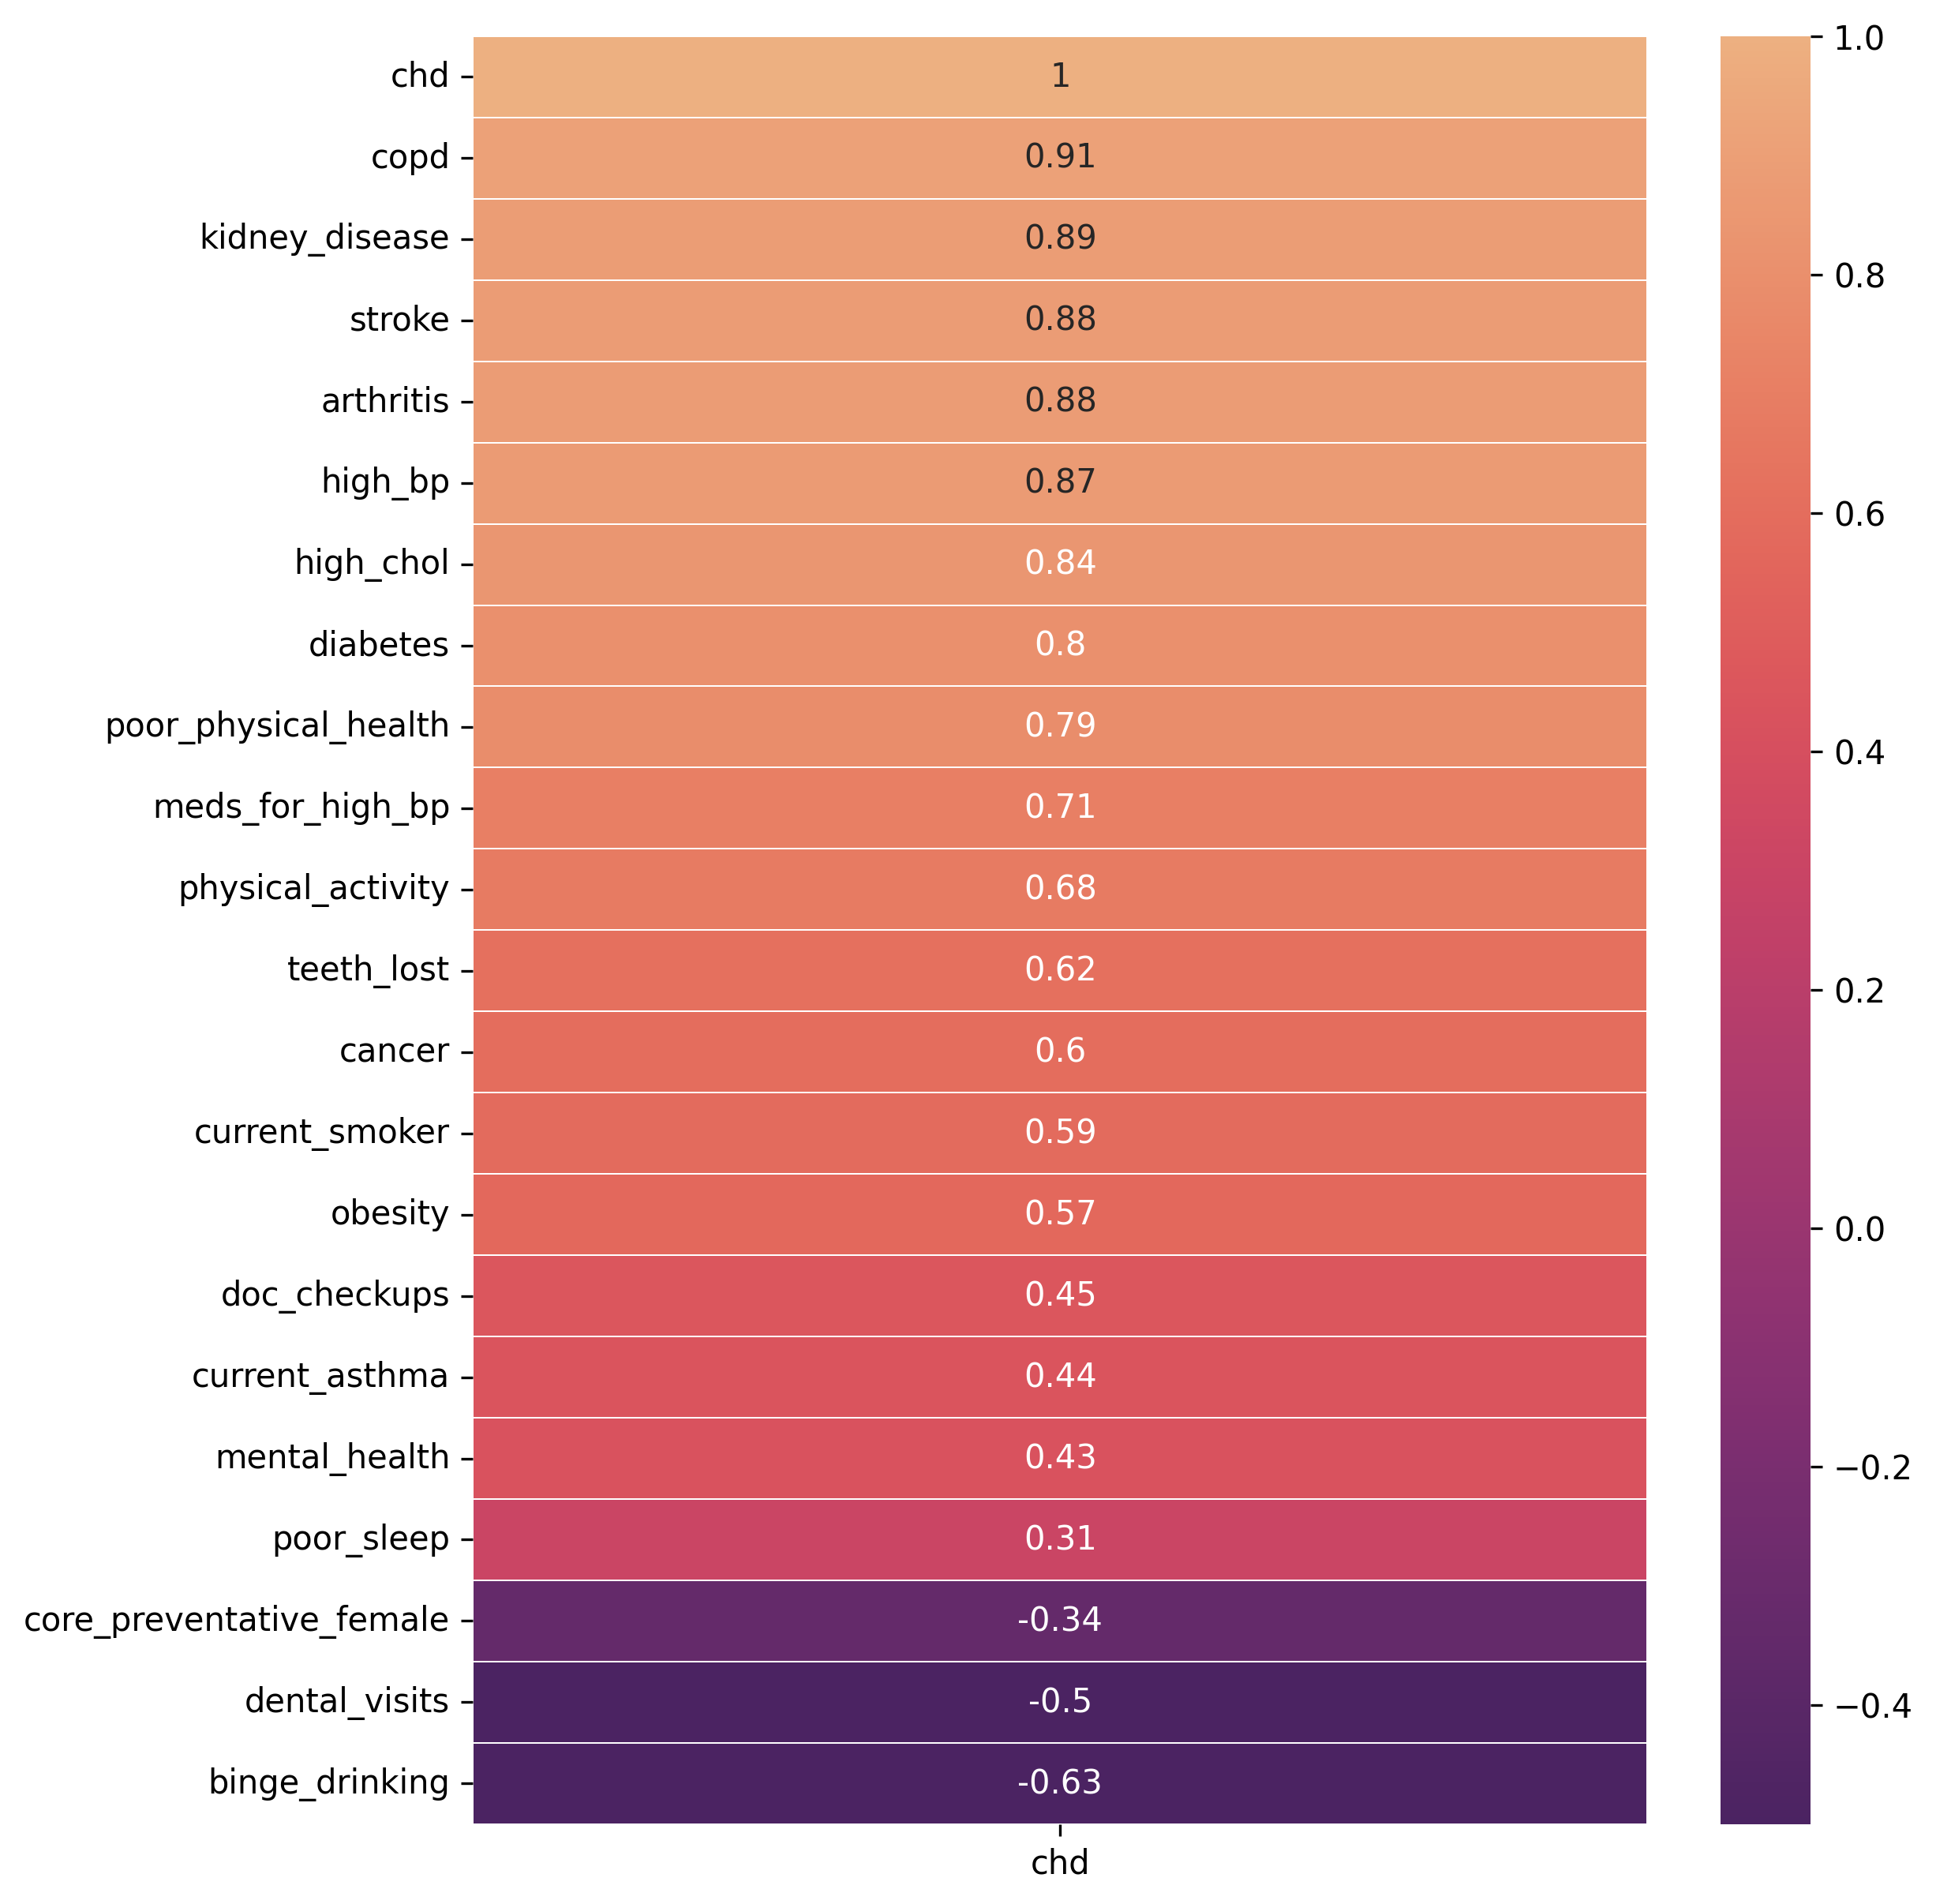 chd 1
copd 0.91
kidney_disease 0.89
stroke 0.88
arthritis 0.88
high_bp 0.87
high_chol 0.84
diabetes 0.8
poor_physical_health 0.79
meds_for_high_bp 0.71
physical_activity 0.68
teeth_lost 0.62
cancer 0.6
current_smoker 0.59
obesity 0.57
doc_checkups 0.45
current_asthma 0.44
mental_health 0.43
poor_sleep 0.31
core_preventative_female -0.34
dental_visits -0.5
binge_drinking -0.63
chd
1.0
0.8
0.6
0.4
0.2
0.0
−0.2
−0.4